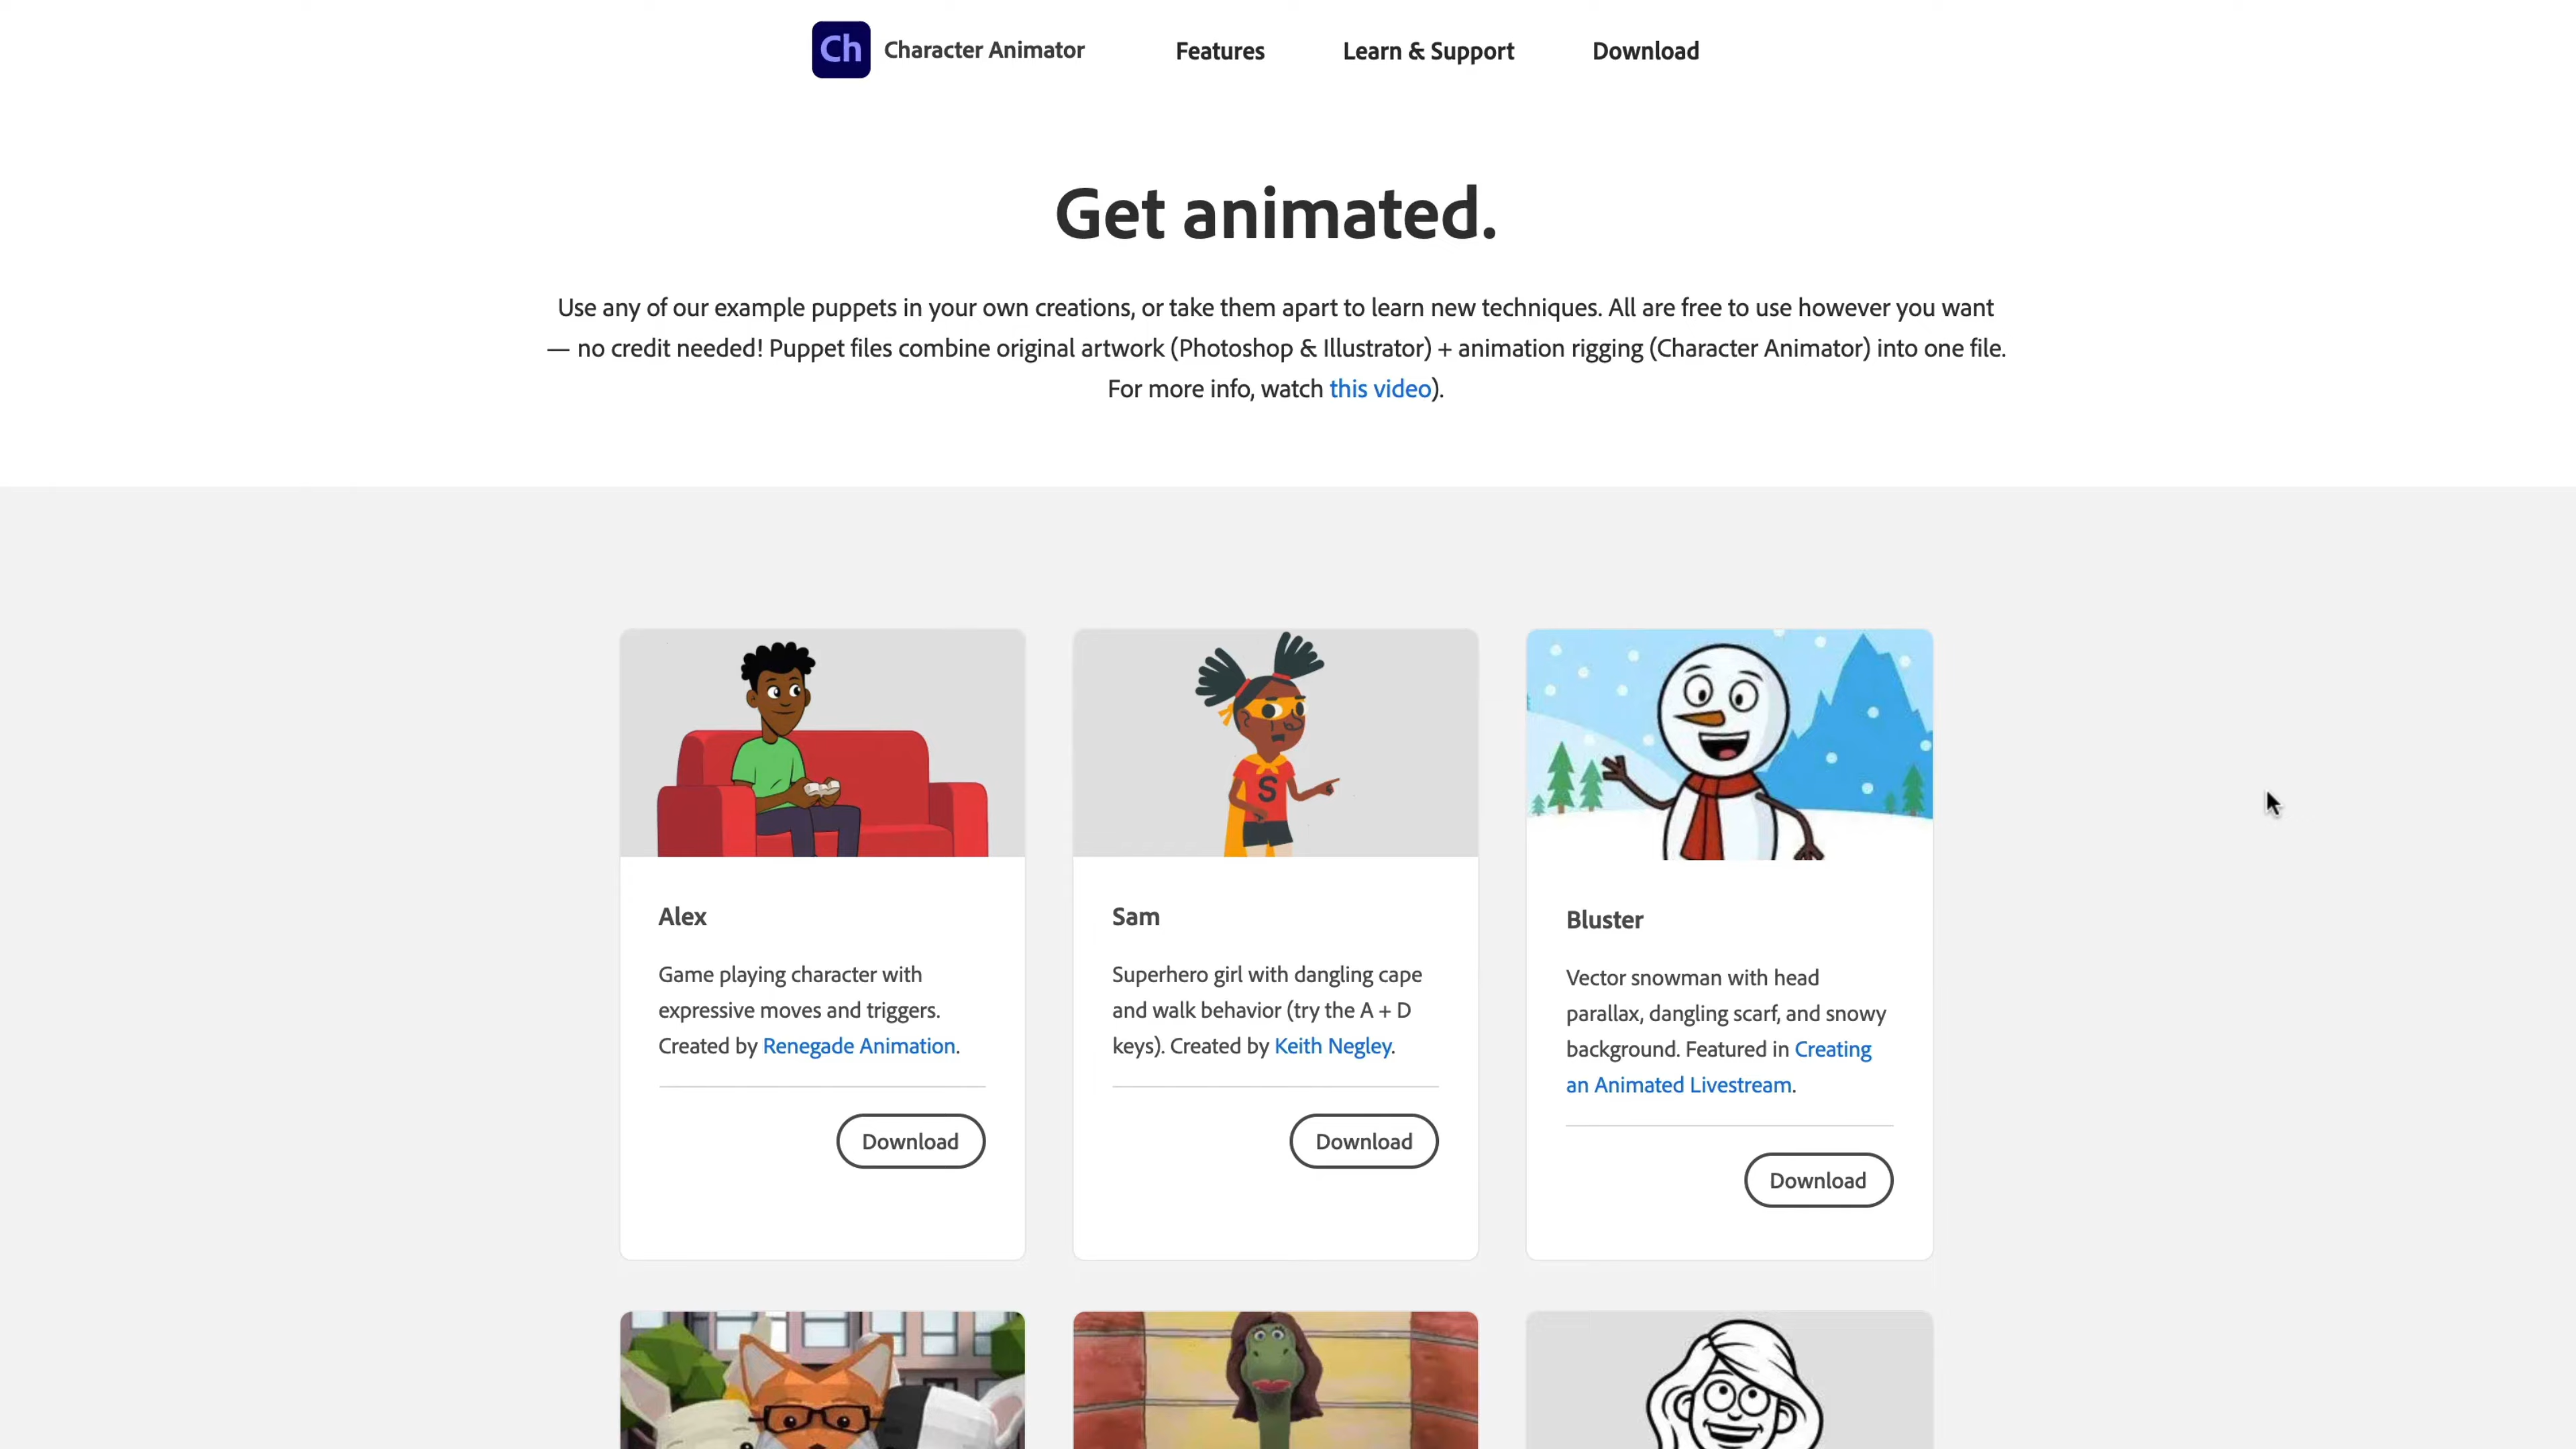 Ch Character Animator Features Learn & Support Download
Get animated.
Use any of our example puppets in your own creations, or take them apart to learn new techniques. All are free to use however you want
— no credit needed! Puppet files combine original artwork (Photoshop & Illustrator) + animation rigging (Character Animator) into one file.
For more info, watch this video).
S
Alex
Game playing character with
expressive moves and triggers.
Created by Renegade Animation.
Download
Sam
Superhero girl with dangling cape
and walk behavior (try the A + D
keys). Created by Keith Negley.
Download
Bluster
Vector snowman with head
parallax, dangling scarf, and snowy
background. Featured in Creating
an Animated Livestream.
Download